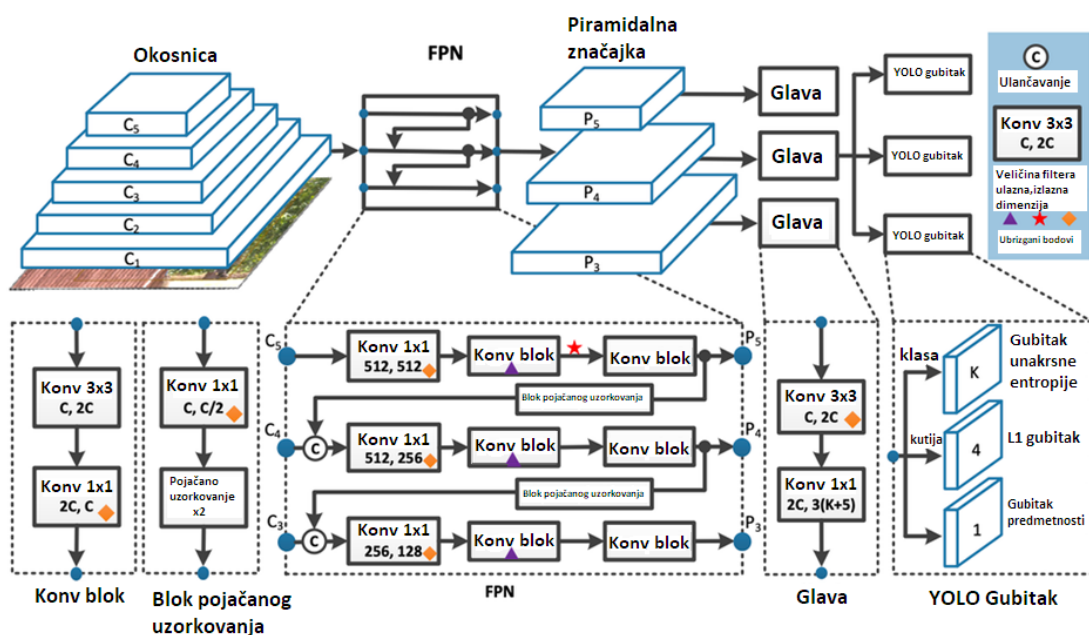 Okosnica
FPN
Piramidalna
značajka
C5
C4
C3
C2
C1
P5
P4
P3
Glava
Glava
Glava
YOLO gubitak
YOLO gubitak
YOLO gubitak
C
Ulančavanje
Konv 3x3
C, 2C
Veličina filtera
ulazna,izlazna
dimenzija
Ubrizgani bodovi
Konv 3x3
C, 2C
Konv 1x1
2C, C
Konv blok
Konv 1x1
C, C/2
Pojačano
uzorkovanje
x2
Blok pojačanog
uzorkovanja
C5
Konv 1x1
512, 512
Konv blok
Konv blok
P5
Blok pojačanog uzorkovanja
C4
C
Konv 1x1
512, 256
Konv blok
Konv blok
P4
Blok pojačanog uzorkovanja
C3
C
Konv 1x1
256, 128
Konv blok
Konv blok
P3
FPN
Konv 3x3
C, 2C
Konv 1x1
2C, 3(K+5)
Glava
klasa
K
Gubitak
unakrsne
entropije
kutija
4
L1 gubitak
1
Gubitak
predmetnosti
YOLO Gubitak